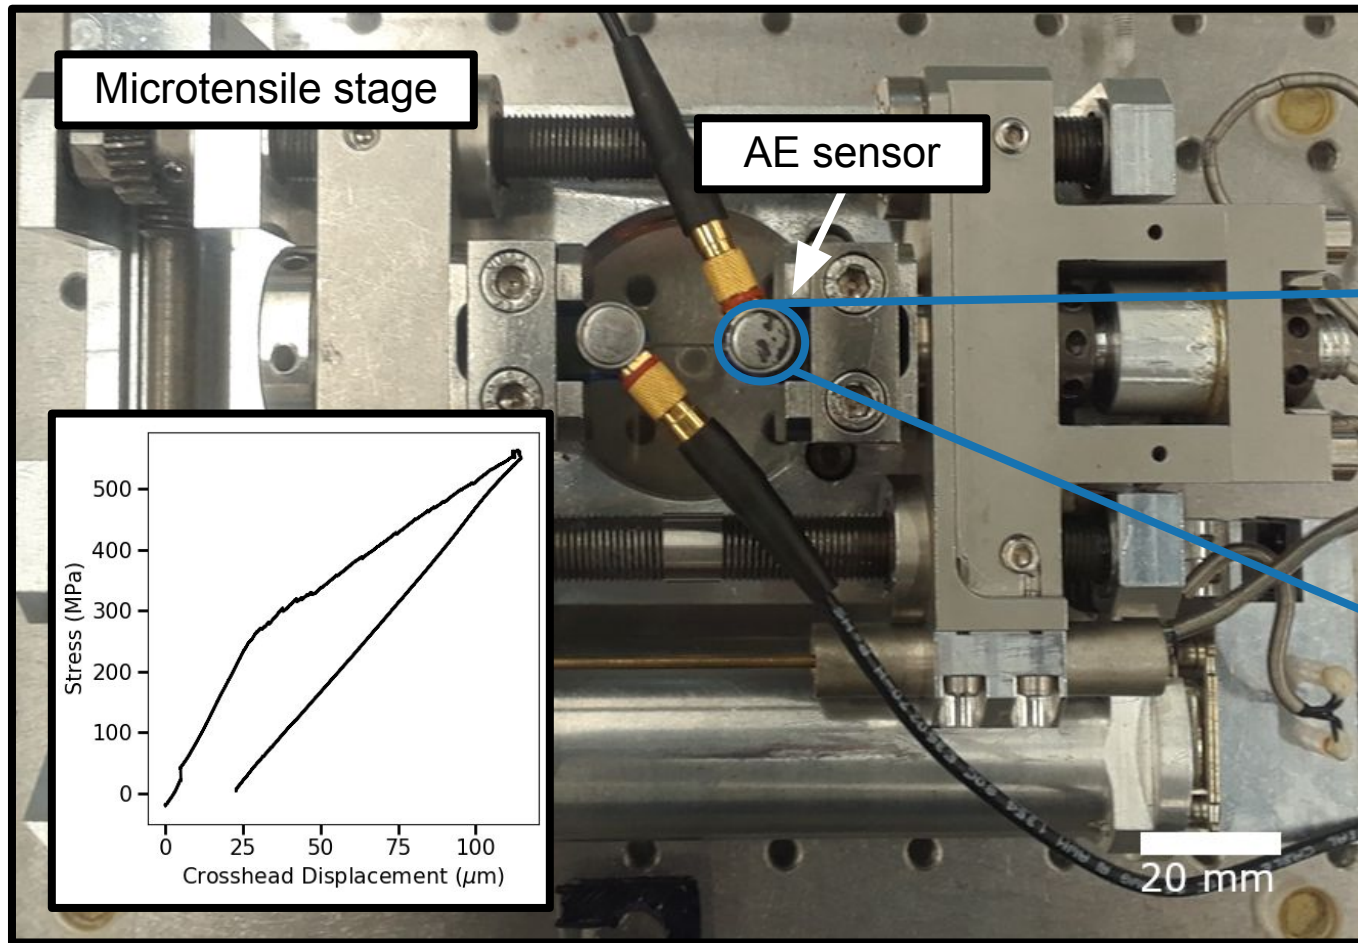 Microtensile stage
AE sensor
500
400
300
200
100
0
Stress (MPa)
0 25 50 75 100
Crosshead Displacement (μm)
20 mm